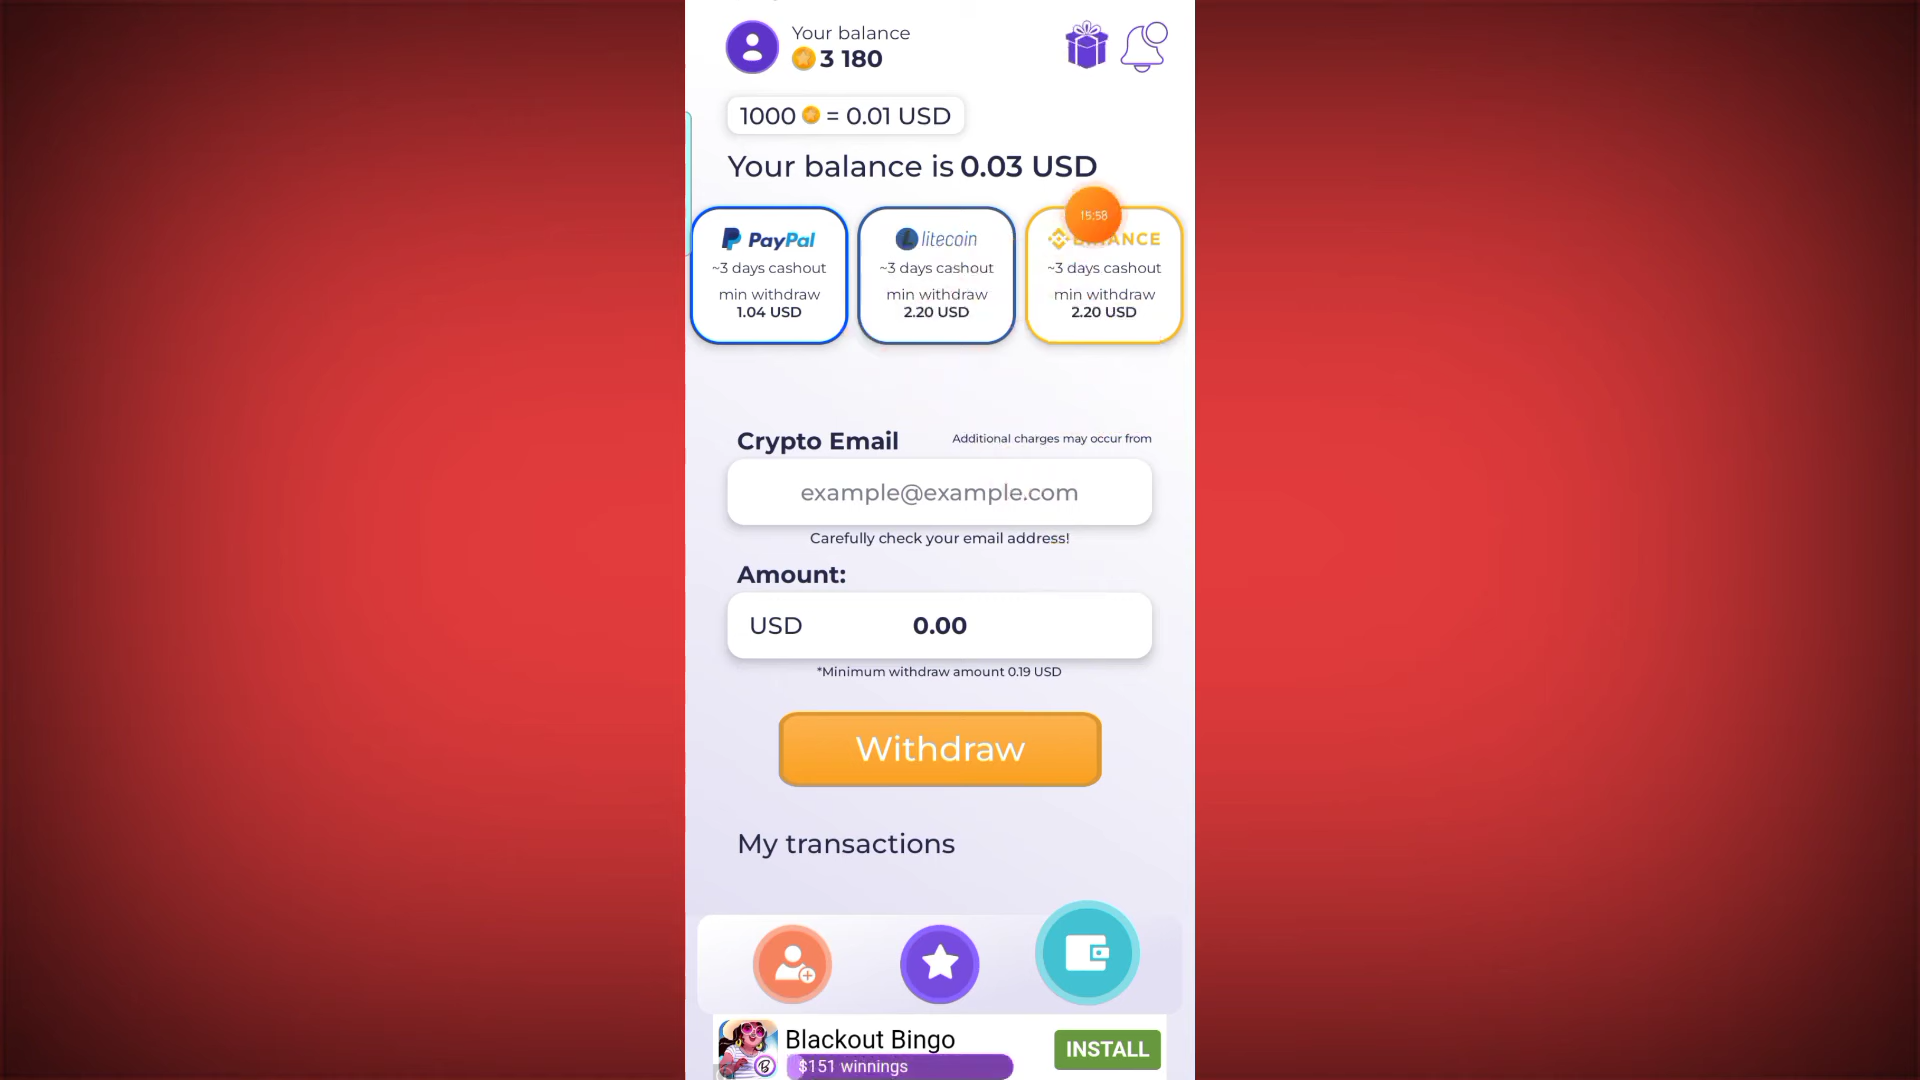 Your balance
3 180
1000 = 0.01 USD
Your balance is 0.03 USD
15:58
PayPal
litecoin
~3 days cashout
~3 days cashout
~3 days cashout
min withdraw
min withdraw
min withdraw
1.04 USD
2.20 USD
2.20 USD
Crypto Email
Additional charges may occur from
example@example.com
Carefully check your email address!
Amount:
USD
0.00
*Minimum withdraw amount 0.19 USD
Withdraw
My transactions
Blackout Bingo
$151 winnings
INSTALL
B